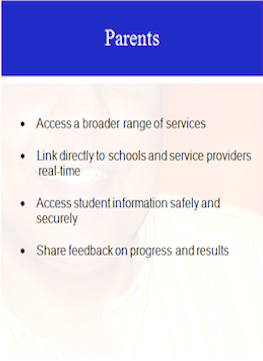 Parents
• Access a broader range of services
• Link directly to schools and service providers
real-time
• Access student information safely and
securely
• Share feedback on progress and results